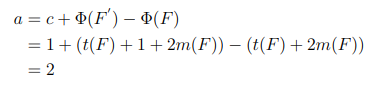 a = c + Φ(F′) − Φ(F)
= 1 + (t(F) + 1 + 2m(F)) − (t(F) + 2m(F))
= 2